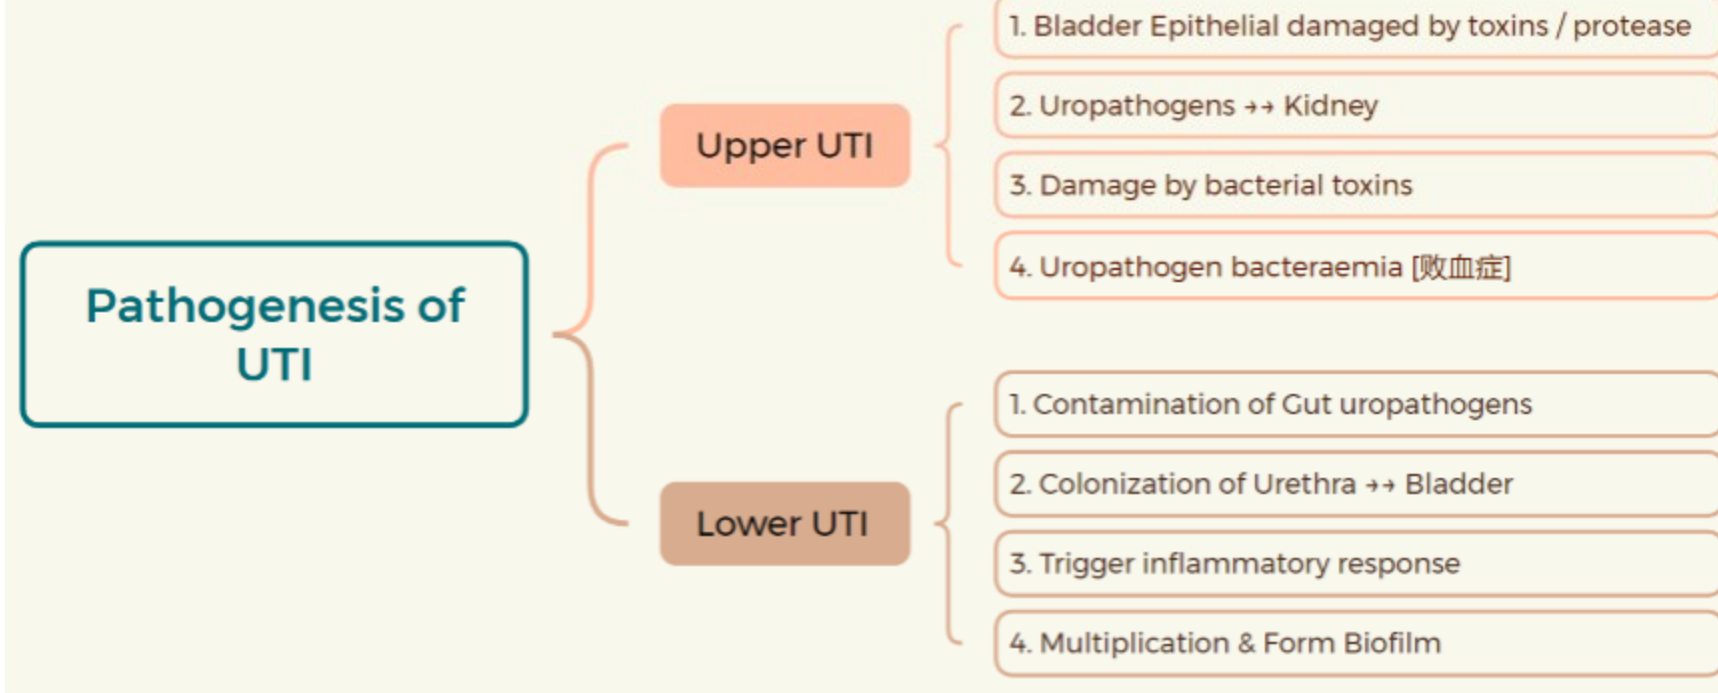 Pathogenesis of
UTI
Upper UTI
1. Bladder Epithelial damaged by toxins / protease
2. Uropathogens →→ Kidney
3. Damage by bacterial toxins
4. Uropathogen bacteraemia [败血症]
Lower UTI
1. Contamination of Gut uropathogens
2. Colonization of Urethra →→ Bladder
3. Trigger inflammatory response
4. Multiplication & Form Biofilm